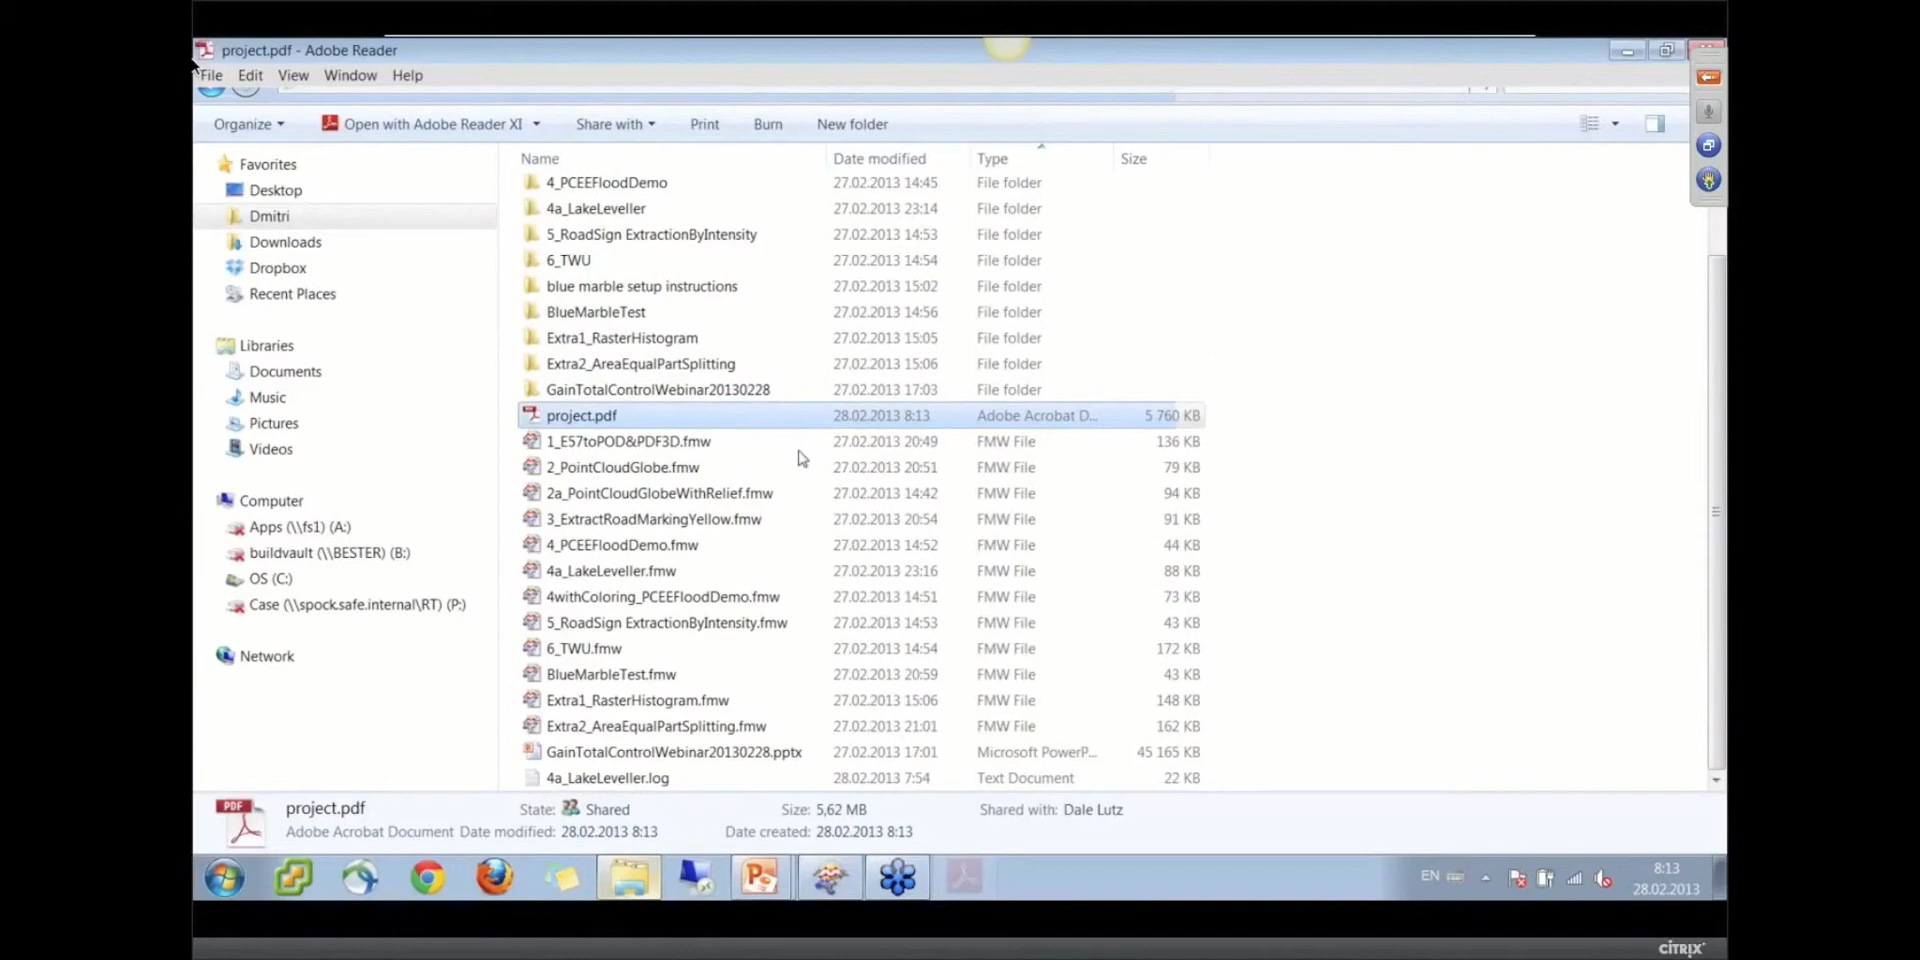 project.pdf - Adobe Reader
File Edit View Window Help
Organize Open with Adobe Reader XI Share with Print Burn New folder
Name Date modified Type Size
Favorites
Desktop
Dmitri
Downloads
Dropbox
Recent Places
Libraries
Documents
Music
Pictures
Videos
Computer
Apps (\\fs1) (A:)
buildvault (\\BESTER) (B:)
OS (C:)
Case (\\spock.safe.internal\RT) (P:)
Network
4_PCEEFloodDemo 27.02.2013 14:45 File folder
4a_LakeLeveller 27.02.2013 23:14 File folder
5_RoadSign ExtractionByIntensity 27.02.2013 14:53 File folder
6_TWU 27.02.2013 14:54 File folder
blue marble setup instructions 27.02.2013 15:02 File folder
BlueMarbleTest 27.02.2013 14:56 File folder
Extra1_RasterHistogram 27.02.2013 15:05 File folder
Extra2_AreaEqualPartSplitting 27.02.2013 15:06 File folder
GainTotalControlWebinar20130228 27.02.2013 17:03 File folder
project.pdf 28.02.2013 8:13 Adobe Acrobat D... 5 760 KB
1_E57toPOD&PDF3D.fmw 27.02.2013 20:49 FMW File 136 KB
2_PointCloudGlobe.fmw 27.02.2013 20:51 FMW File 79 KB
2a_PointCloudGlobeWithRelief.fmw 27.02.2013 14:42 FMW File 94 KB
3_ExtractRoadMarkingYellow.fmw 27.02.2013 20:54 FMW File 91 KB
4_PCEEFloodDemo.fmw 27.02.2013 14:52 FMW File 44 KB
4a_LakeLeveller.fmw 27.02.2013 23:16 FMW File 88 KB
4withColoring_PCEEFloodDemo.fmw 27.02.2013 14:51 FMW File 73 KB
5_RoadSign ExtractionByIntensity.fmw 27.02.2013 14:53 FMW File 43 KB
6_TWU.fmw 27.02.2013 14:54 FMW File 172 KB
BlueMarbleTest.fmw 27.02.2013 20:59 FMW File 43 KB
Extra1_RasterHistogram.fmw 27.02.2013 15:06 FMW File 148 KB
Extra2_AreaEqualPartSplitting.fmw 27.02.2013 21:01 FMW File 162 KB
GainTotalControlWebinar20130228.pptx 27.02.2013 17:01 Microsoft PowerP... 45 165 KB
4a_LakeLeveller.log 28.02.2013 7:54 Text Document 22 KB
PDF
project.pdf State: Shared Size: 5,62 MB Shared with: Dale Lutz
Adobe Acrobat Document Date modified: 28.02.2013 8:13 Date created: 28.02.2013 8:13
EN
8:13
28.02.2013
CITRIX